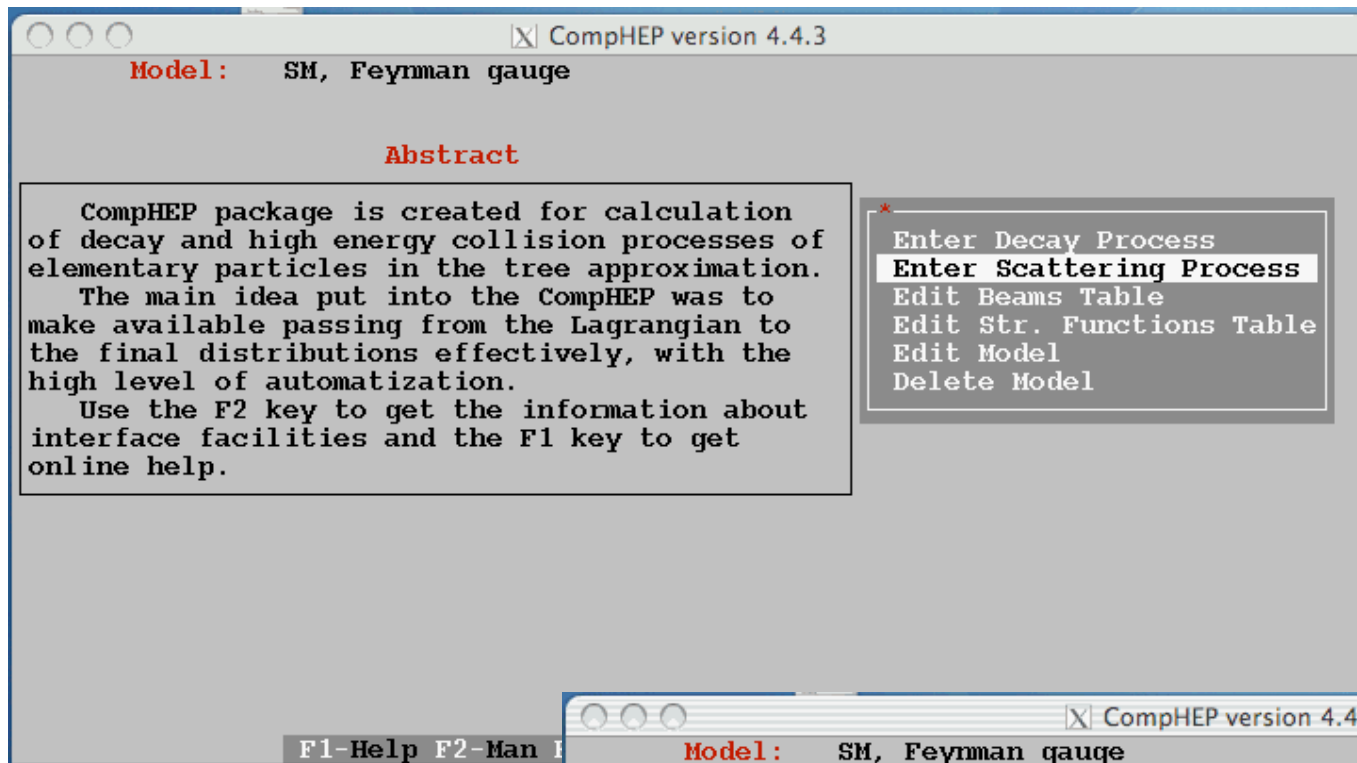 CompHEP version 4.4.3
Model: SM, Feynman gauge
Abstract
CompHEP package is created for calculation
of decay and high energy collision processes of
elementary particles in the tree approximation.
The main idea put into the CompHEP was to
make available passing from the Lagrangian to
the final distributions effectively, with the
high level of automatization.
Use the F2 key to get the information about
interface facilities and the F1 key to get
online help.
*
Enter Decay Process
Enter Scattering Process
Edit Beams Table
Edit Str. Functions Table
Edit Model
Delete Model
F1-Help F2-Man
CompHEP version 4.4
Model: SM, Feynman gauge